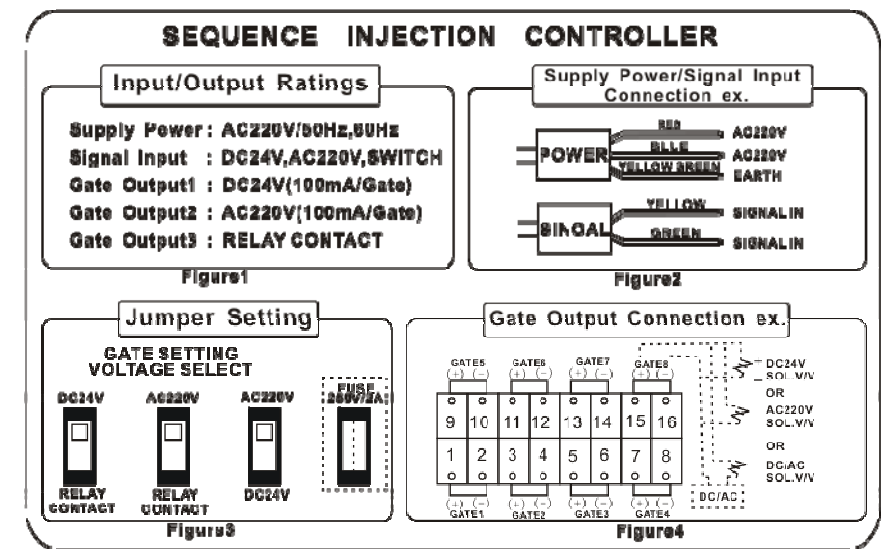 SEQUENCE INJECTION CONTROLLER
Input/Output Ratings
Supply Power : AC220V/50Hz,60Hz
Signal Input : DC24V,AC220V,SWITCH
Gate Output1 : DC24V(100mA/Gate)
Gate Output2 : AC220V(100mA/Gate)
Gate Output3 : RELAY CONTACT
Figure1
Supply Power/Signal Input
Connection ex.
POWER
RED
AC220V
BLLE
AC220V
YELLOW GREEN
EARTH
SINGAL
YELLOW
SIGNAL IN
GREEN
SIGNAL IN
Figure2
Jumper Setting
GATE SETTING
VOLTAGE SELECT
DC24V
RELAY
CONTACT
AC220V
RELAY
CONTACT
AC220V
DC24V
FUSE
250V/2A
Figure3
Gate Output Connection ex.
GATE5 GATE6 GATE7 GATE8
(+) (-) (+) (-) (+) (-) (+) (-)
9 10 11 12 13 14 15 16
1 2 3 4 5 6 7 8
(+) (-) (+) (-) (+) (-) (+) (-)
GATE1 GATE2 GATE3 GATE4
DC24V
SOL.V/V
OR
AC220V
SOL.V/V
OR
DC/AC
SOL.V/V
DC/AC
Figure4